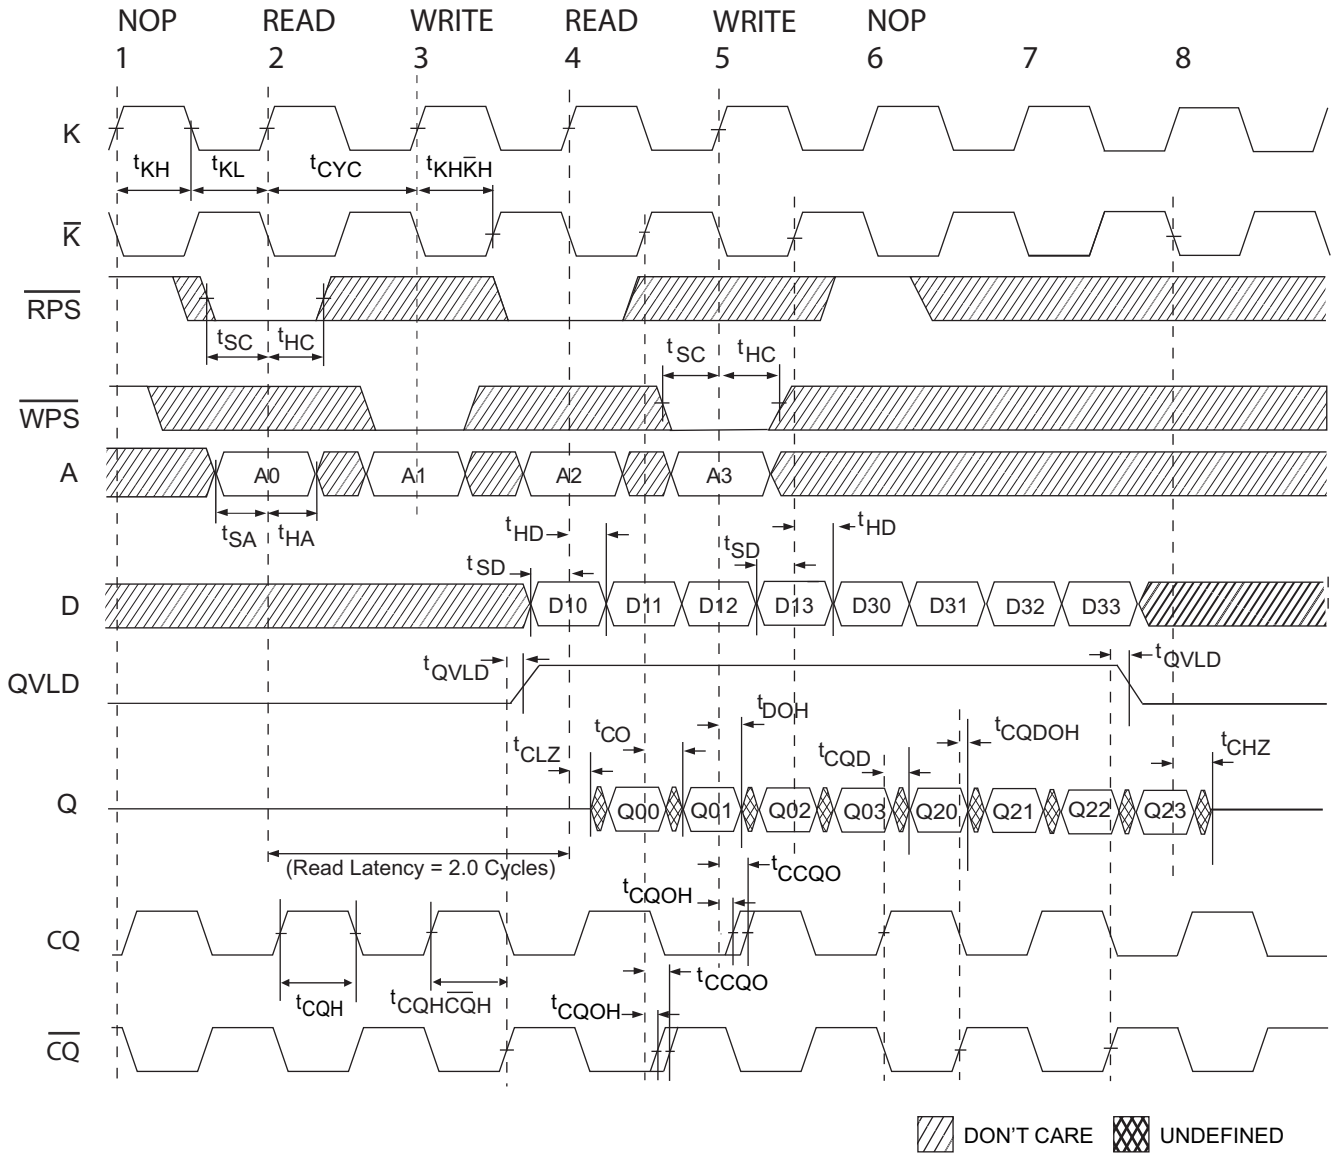 NOP READ WRITE READ WRITE NOP
1 2 3 4 5 6 7 8
K
tKH tKL tCYC tKHK̅H
K̅
R̅P̅S̅
tSC tHC
tSC tHC
W̅P̅S̅
A A0 A1 A2 A3
tSA tHA
tHD tHD
tSD tSD
D D10 D11 D12 D13 D30 D31 D32 D33
tQVLD tQVLD
QVLD
tDOH
tCO tCQDOH
tCLZ tCQD tCHZ
Q Q00 Q01 Q02 Q03 Q20 Q21 Q22 Q23
(Read Latency = 2.0 Cycles)
tCCQO
tCQOH
CQ
tCCQO
tCQH tCQHC̅Q̅H tCQOH
C̅Q̅
DON'T CARE UNDEFINED